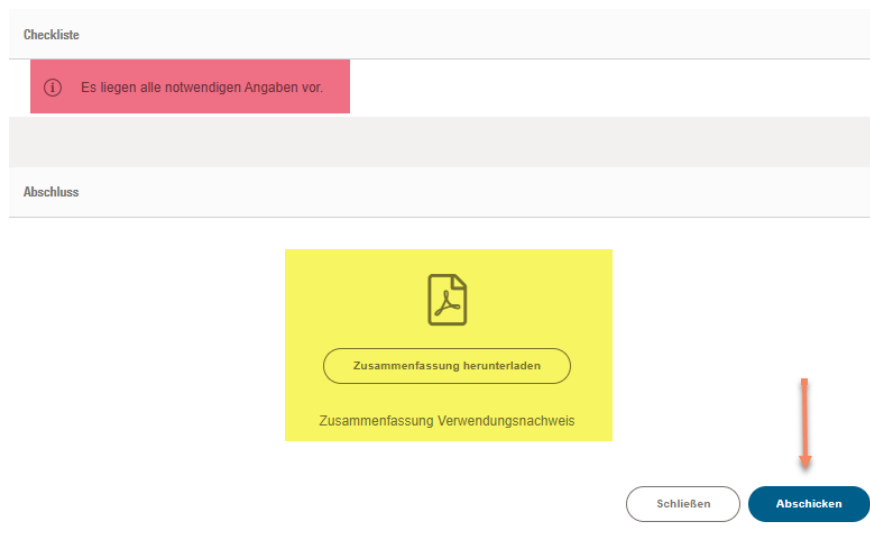 Checkliste
Es liegen alle notwendigen Angaben vor.
Abschluss
Zusammenfassung herunterladen
Zusammenfassung Verwendungsnachweis
Schließen
Abschicken